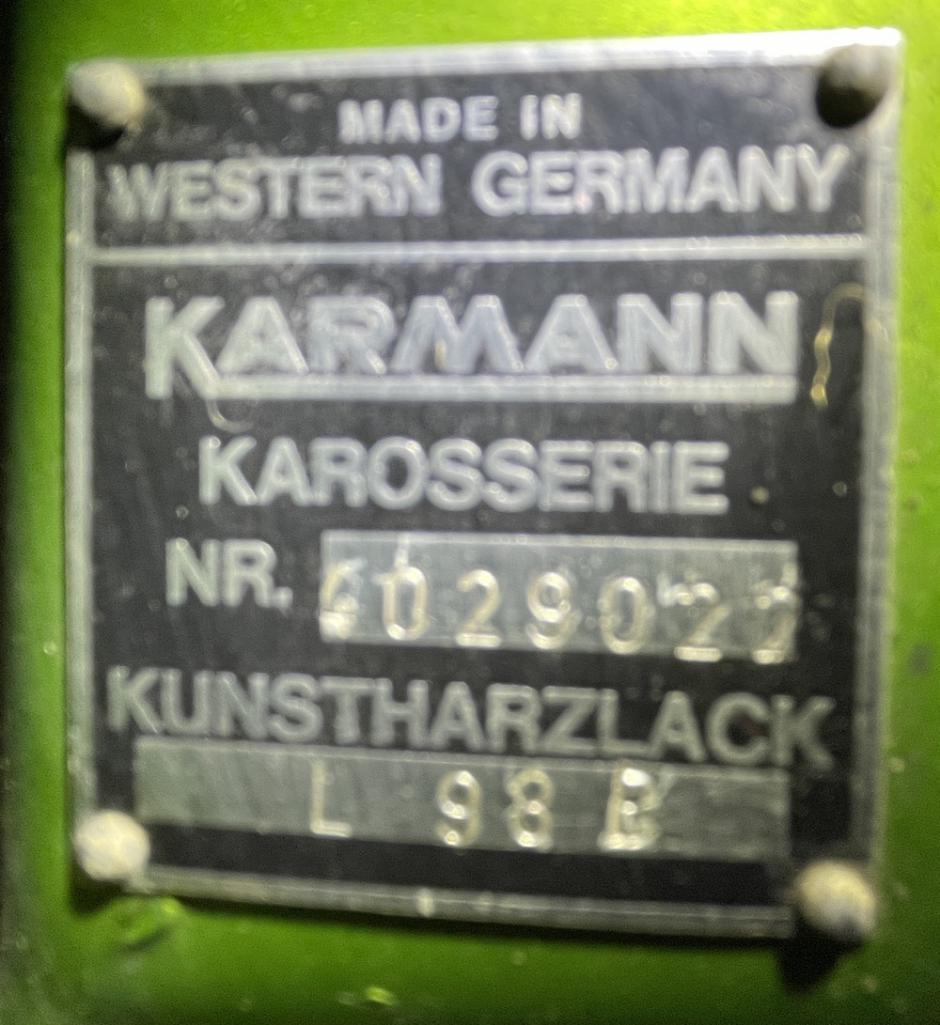 MADE IN
WESTERN GERMANY
KARMANN
KAROSSERIE
NR.
KUNSTHARZLACK
L 98 B